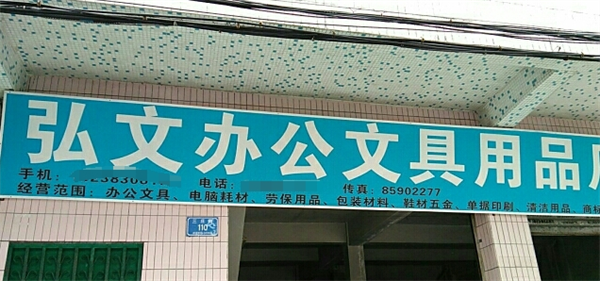 弘文办公文具用品
手机： 电话： 传真：85902277
经营范围：办公文具、电脑耗材、劳保用品、包装材料、鞋材五金、单据印刷、清洁用品、商标
110